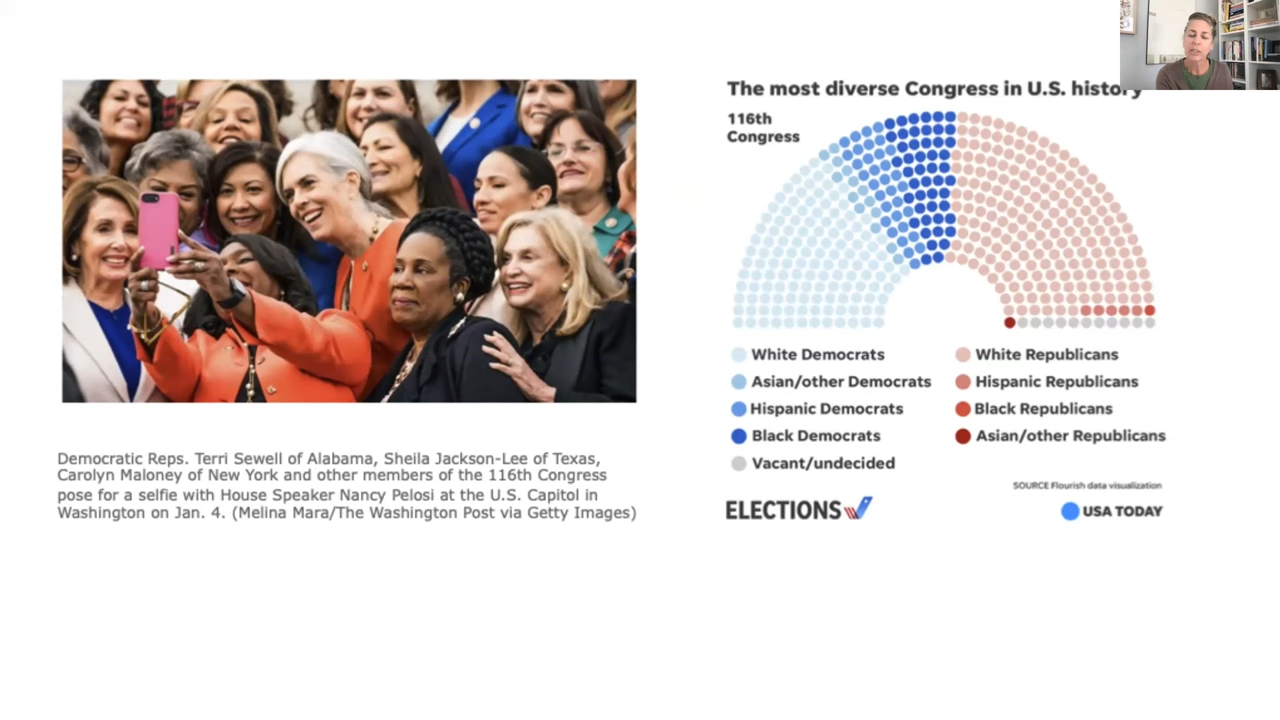 The most diverse Congress in U.S. history
116th
Congress
White Democrats
Asian/other Democrats
Hispanic Democrats
Black Democrats
Vacant/undecided
White Republicans
Hispanic Republicans
Black Republicans
Asian/other Republicans
SOURCE Flourish data visualization
ELECTIONS
USA TODAY
Democratic Reps. Terri Sewell of Alabama, Sheila Jackson-Lee of Texas,
Carolyn Maloney of New York and other members of the 116th Congress
pose for a selfie with House Speaker Nancy Pelosi at the U.S. Capitol in
Washington on Jan. 4. (Melina Mara/The Washington Post via Getty Images)